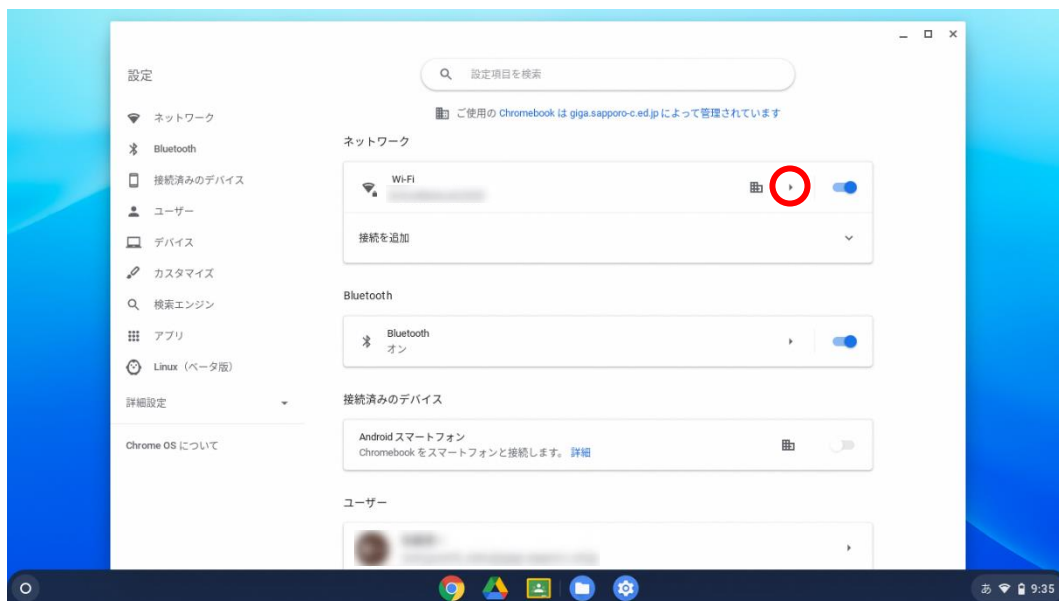 設定
設定項目を検索
ご使用の Chromebook は giga.sapporo-c.ed.jp によって管理されています
ネットワーク
Bluetooth
接続済みのデバイス
ユーザー
デバイス
カスタマイズ
検索エンジン
アプリ
Linux（ベータ版）
詳細設定
Chrome OS について
ネットワーク
Wi-Fi
接続を追加
Bluetooth
Bluetooth
オン
接続済みのデバイス
Android スマートフォン
Chromebook をスマートフォンと接続します。 詳細
ユーザー
あ 9:35